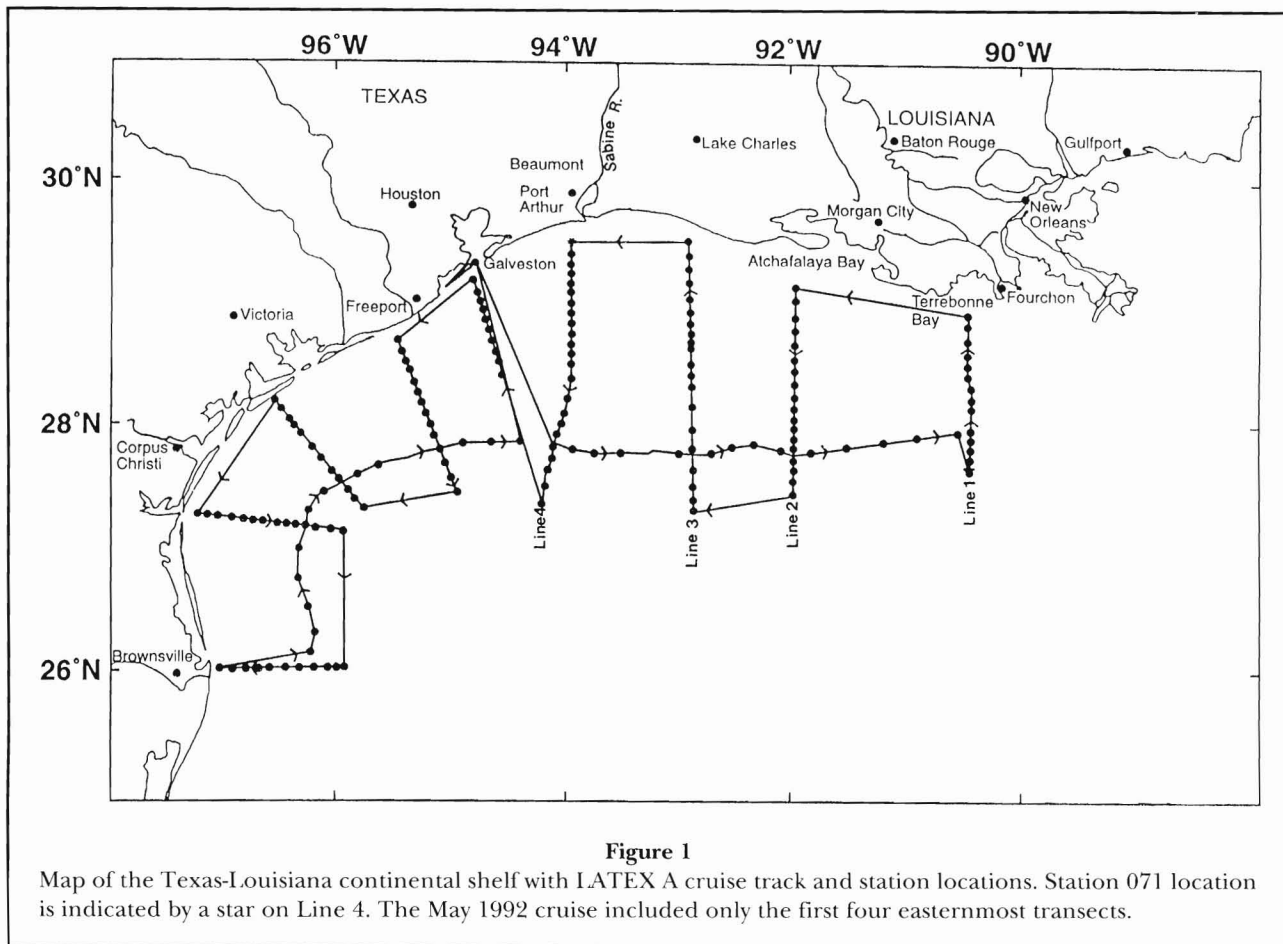 96°W 94°W 92°W 90°W
TEXAS
LOUISIANA
Sabine R.
Lake Charles
Baton Rouge
Gulfport
30°N
Beaumont
Houston
Port
Arthur
Morgan City
New
Orleans
Galveston
Atchafalaya Bay
Freeport
Terrebonne
Bay
Fourchon
Victoria
28°N
Corpus
Christi
Line 4
Line 3
Line 2
Line 1
Brownsville
26°N
Figure 1
Map of the Texas-Louisiana continental shelf with LATEX A cruise track and station locations. Station 071 location
is indicated by a star on Line 4. The May 1992 cruise included only the first four easternmost transects.